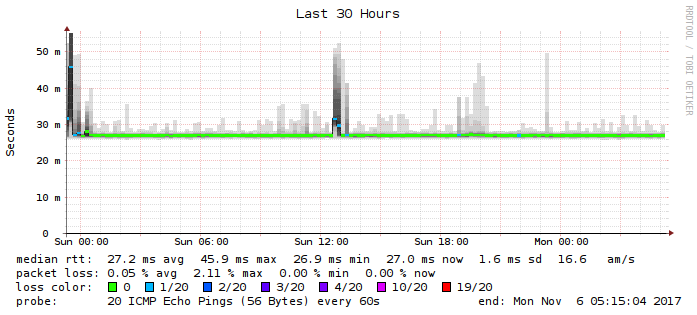 Last 30 Hours
RRDTOOL / TOBI OETIKER
Seconds
50 m
40 m
30 m
20 m
10 m
0
Sun 00:00 Sun 06:00 Sun 12:00 Sun 18:00 Mon 00:00
median rtt: 27.2 ms avg 45.9 ms max 26.9 ms min 27.0 ms now 1.6 ms sd 16.6 am/s
packet loss: 0.05 % avg 2.11 % max 0.00 % min 0.00 % now
loss color: 0 1/20 2/20 3/20 4/20 10/20 19/20
probe: 20 ICMP Echo Pings (56 Bytes) every 60s end: Mon Nov 6 05:15:04 2017